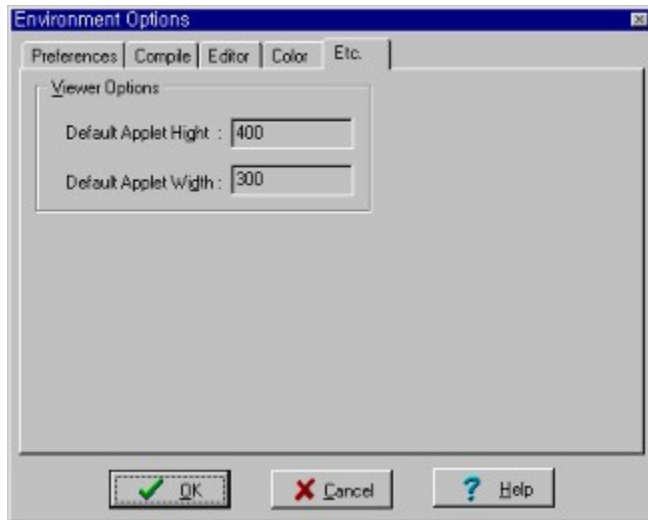 Environment Options
Preferences Compile Editor Color Etc.
Viewer Options
Default Applet Hight : 400
Default Applet Width : 300
OK Cancel ? Help